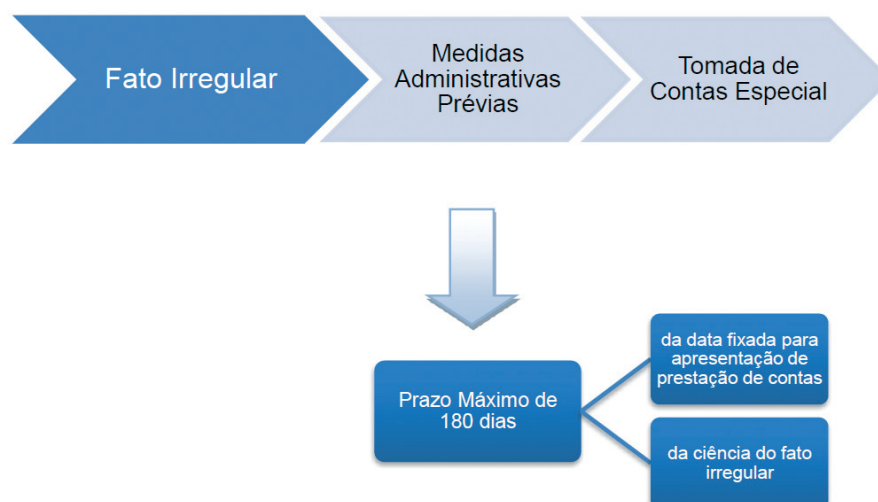 Fato Irregular
Medidas
Administrativas
Prévias
Tomada de
Contas Especial
Prazo Máximo de
180 dias
da data fixada para
apresentação de
prestação de contas
da ciência do fato
irregular